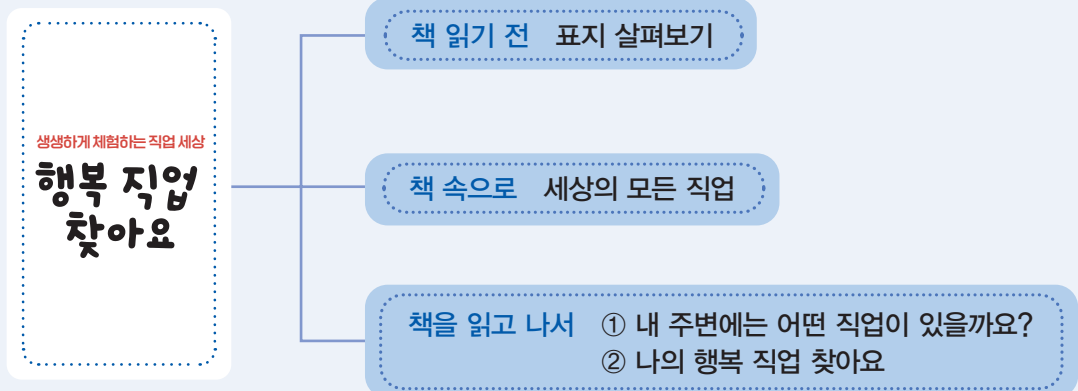 생생하게 체험하는 직업 세상
행복 직업
찾아요
책 읽기 전 표지 살펴보기
책 속으로 세상의 모든 직업
책을 읽고 나서 ① 내 주변에는 어떤 직업이 있을까요?
② 나의 행복 직업 찾아요